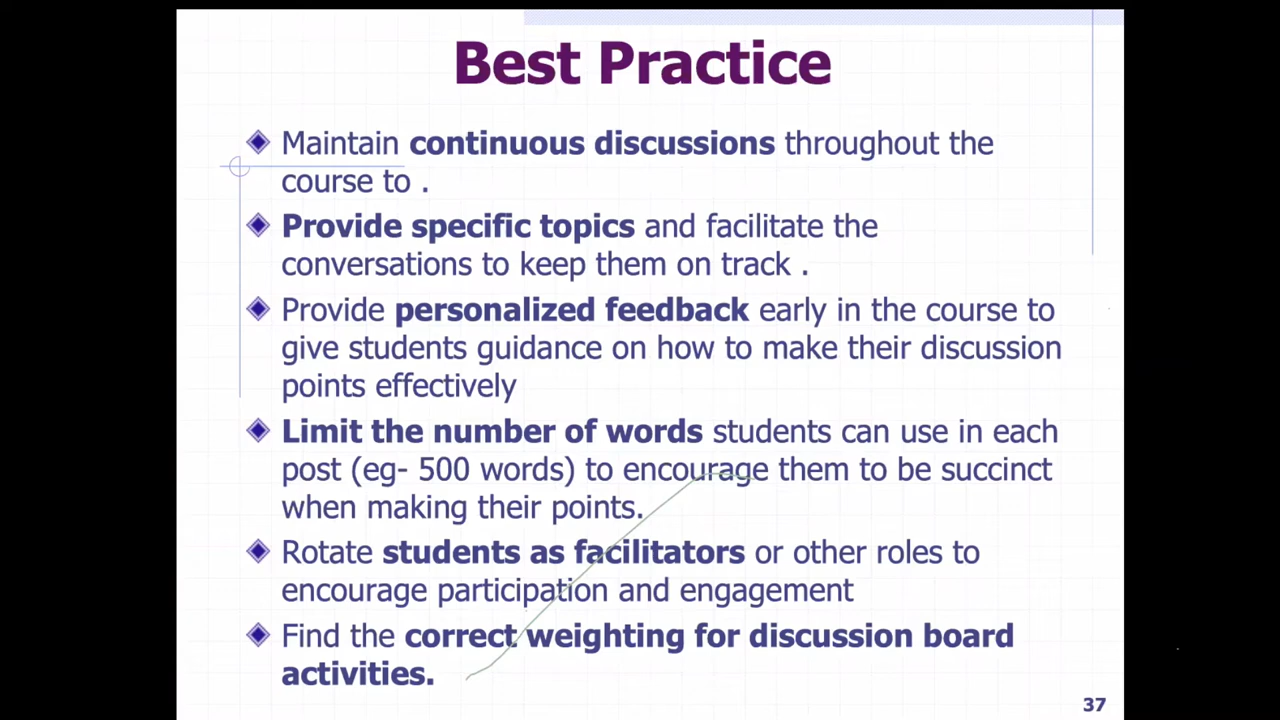 Best Practice
Maintain continuous discussions throughout the
course to .
Provide specific topics and facilitate the
conversations to keep them on track .
Provide personalized feedback early in the course to
give students guidance on how to make their discussion
points effectively
Limit the number of words students can use in each
post (eg- 500 words) to encourage them to be succinct
when making their points.
Rotate students as facilitators or other roles to
encourage participation and engagement
Find the correct weighting for discussion board
activities.
37